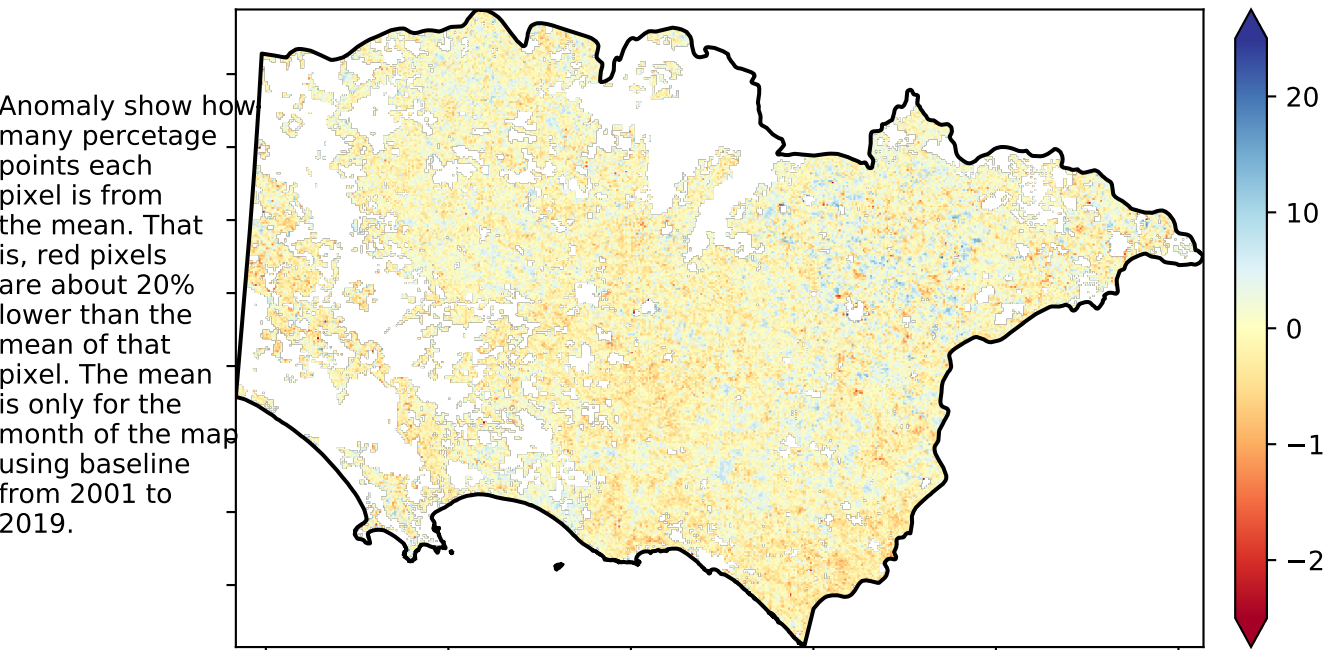 Anomaly show how
many percetage
points each
pixel is from
the mean. That
is, red pixels
are about 20%
lower than the
mean of that
pixel. The mean
is only for the
month of the map
using baseline
from 2001 to
2019.
20
10
0
−1
−2